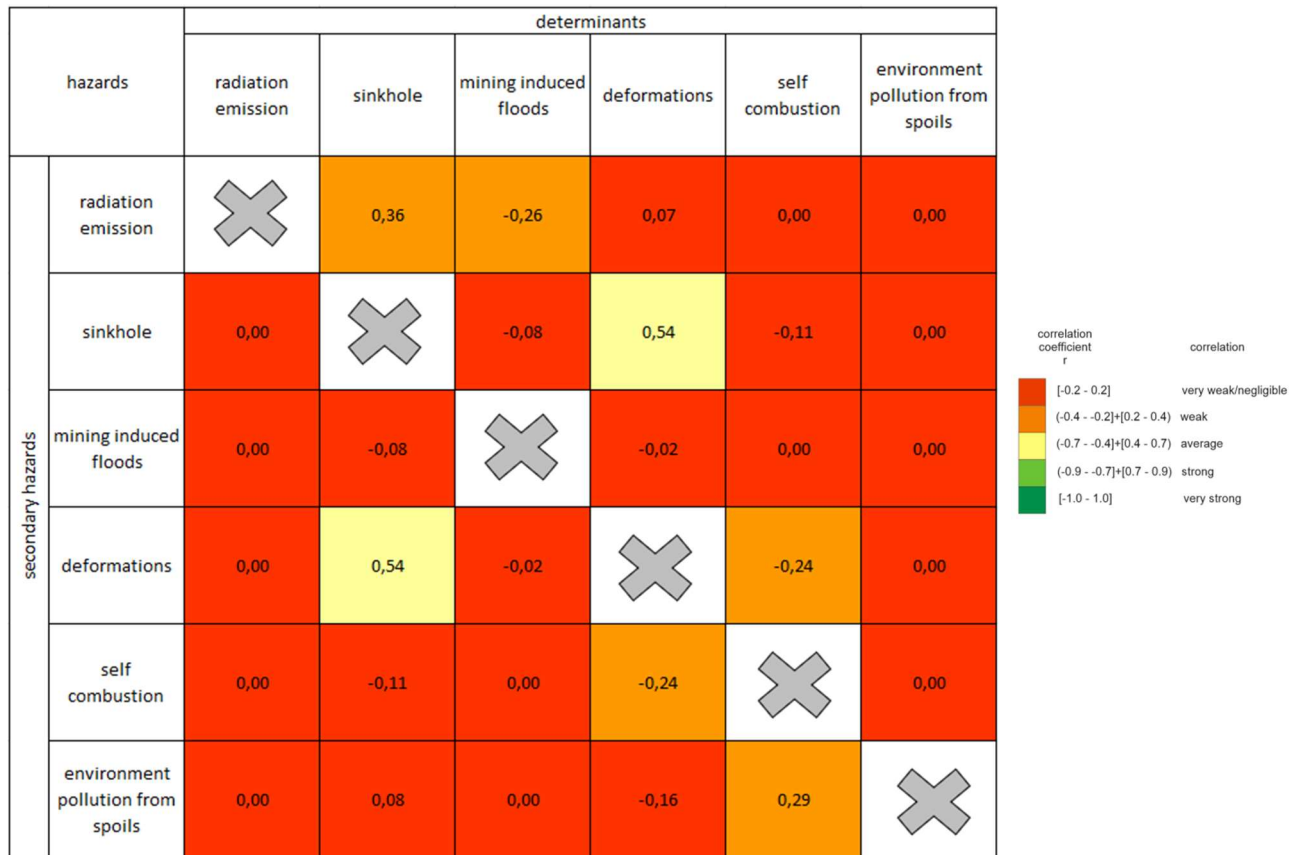 determinants
hazards
radiation
emission
sinkhole
mining induced
floods
deformations
self
combustion
environment
pollution from
spoils
secondary hazards
radiation
emission
0,36
-0,26
0,07
0,00
0,00
sinkhole
0,00
-0,08
0,54
-0,11
0,00
mining induced
floods
0,00
-0,08
-0,02
0,00
0,00
deformations
0,00
0,54
-0,02
-0,24
0,00
self
combustion
0,00
-0,11
0,00
-0,24
0,00
environment
pollution from
spoils
0,00
0,08
0,00
-0,16
0,29
correlation
coefficient
r
correlation
[-0.2 - 0.2] very weak/negligible
(-0.4 - -0.2]+[0.2 - 0.4) weak
(-0.7 - -0.4]+[0.4 - 0.7) average
(-0.9 - -0.7]+[0.7 - 0.9) strong
[-1.0 - 1.0] very strong